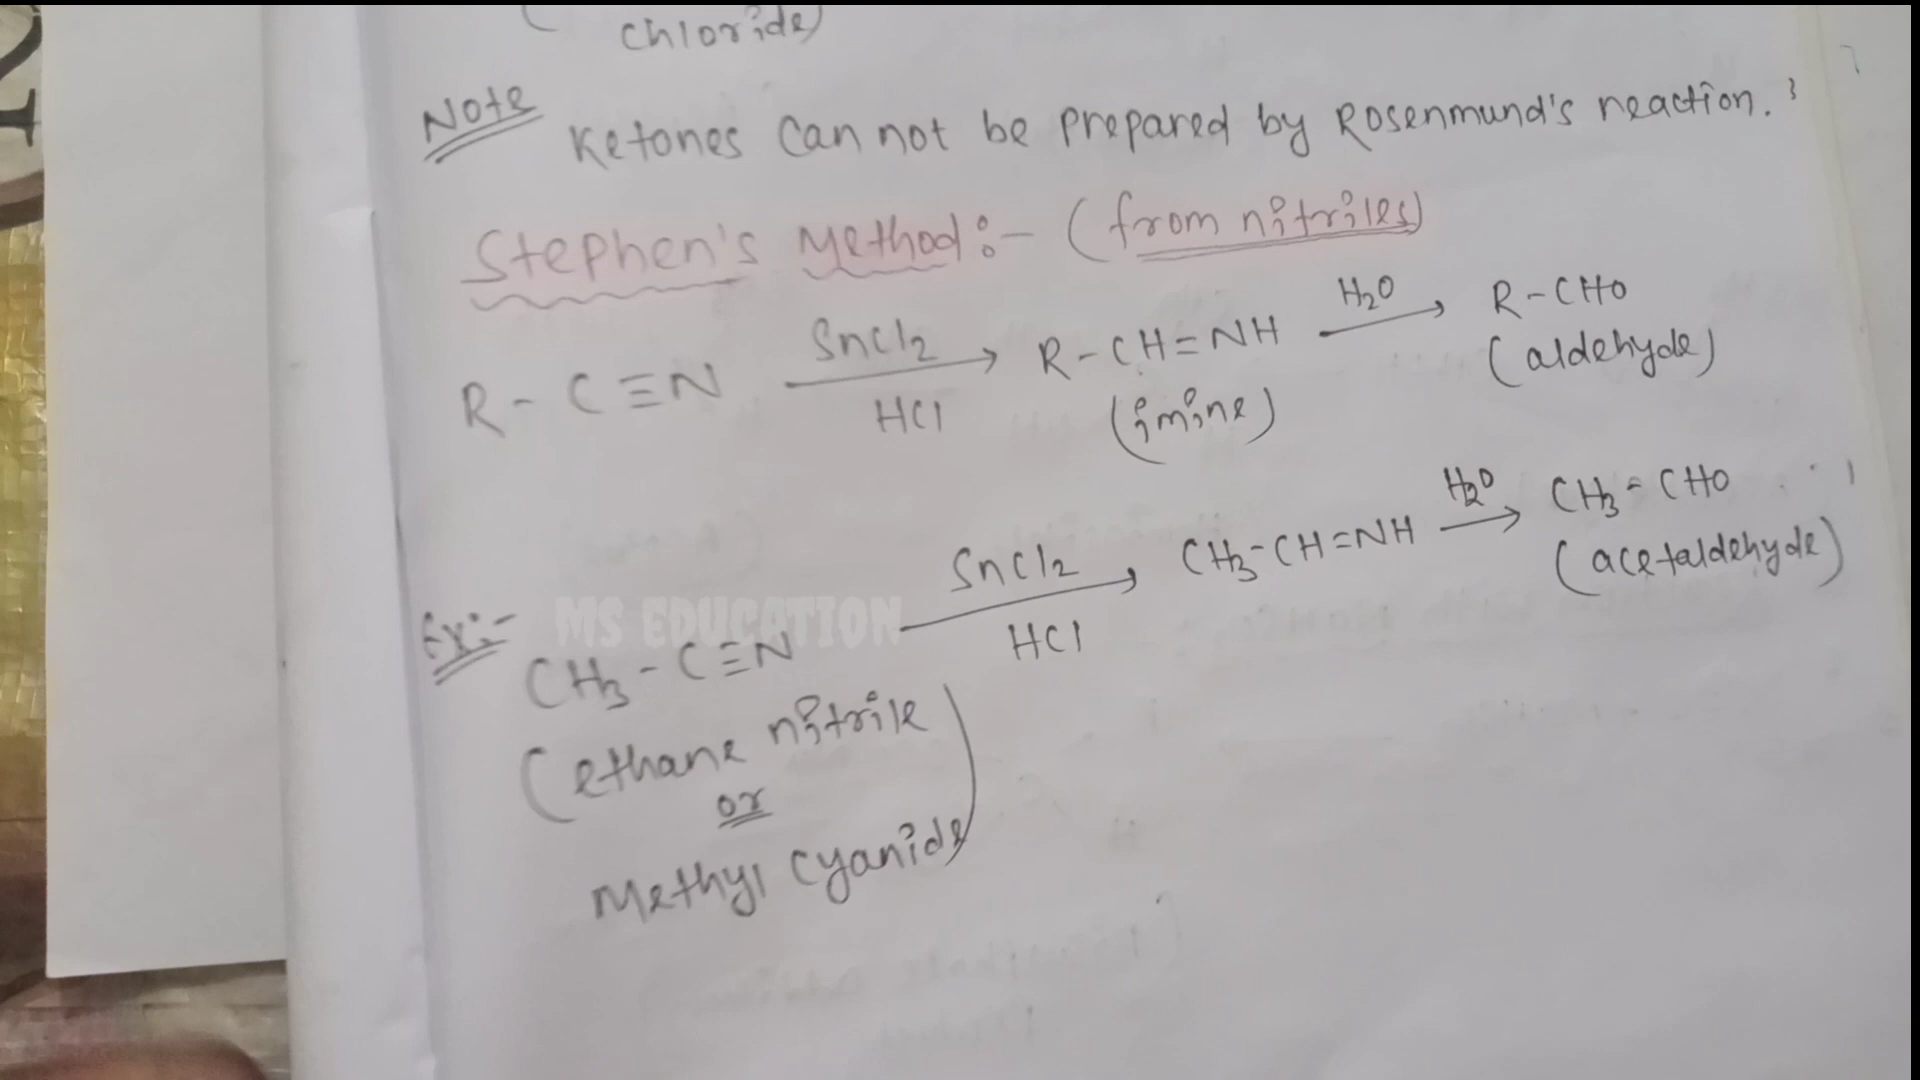 chloride)
Note
Ketones can not be prepared by Rosenmund's reaction.
Stephen's Method:- (from nitriles)
R-C≡N SnCl2 HCl → R-CH=NH H2O → R-CHO
(imine) (aldehyde)
Ex:- CH3-C≡N SnCl2 HCl → CH3-CH=NH H2O → CH3-CHO
(acetaldehyde)
(ethane nitrile
or
Methyl cyanide)
MS EDUCATION